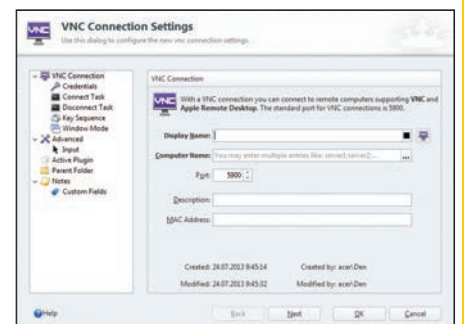 VNC
VNC Connection Settings
Use this dialog to configure the new vnc connection settings.
VNC Connection
Credentials
Connect Task
Disconnect Task
Key Sequence
Window Mode
Advanced
Input
Active Plugin
Parent Folder
Notes
Custom Fields
VNC Connection
VNC
With a VNC connection you can connect to remote computers supporting VNC and
Apple Remote Desktop. The standard port for VNC connections is 5900.
Display Name:
Computer Name: You may enter multiple entries like: server1;server2;...
...
Port: 5900
Description:
MAC Address:
Created: 24.07.2013 9:45:14 Created by: acer\Den
Modified: 24.07.2013 9:45:32 Modified by: acer\Den
Help
Back
Next
OK
Cancel